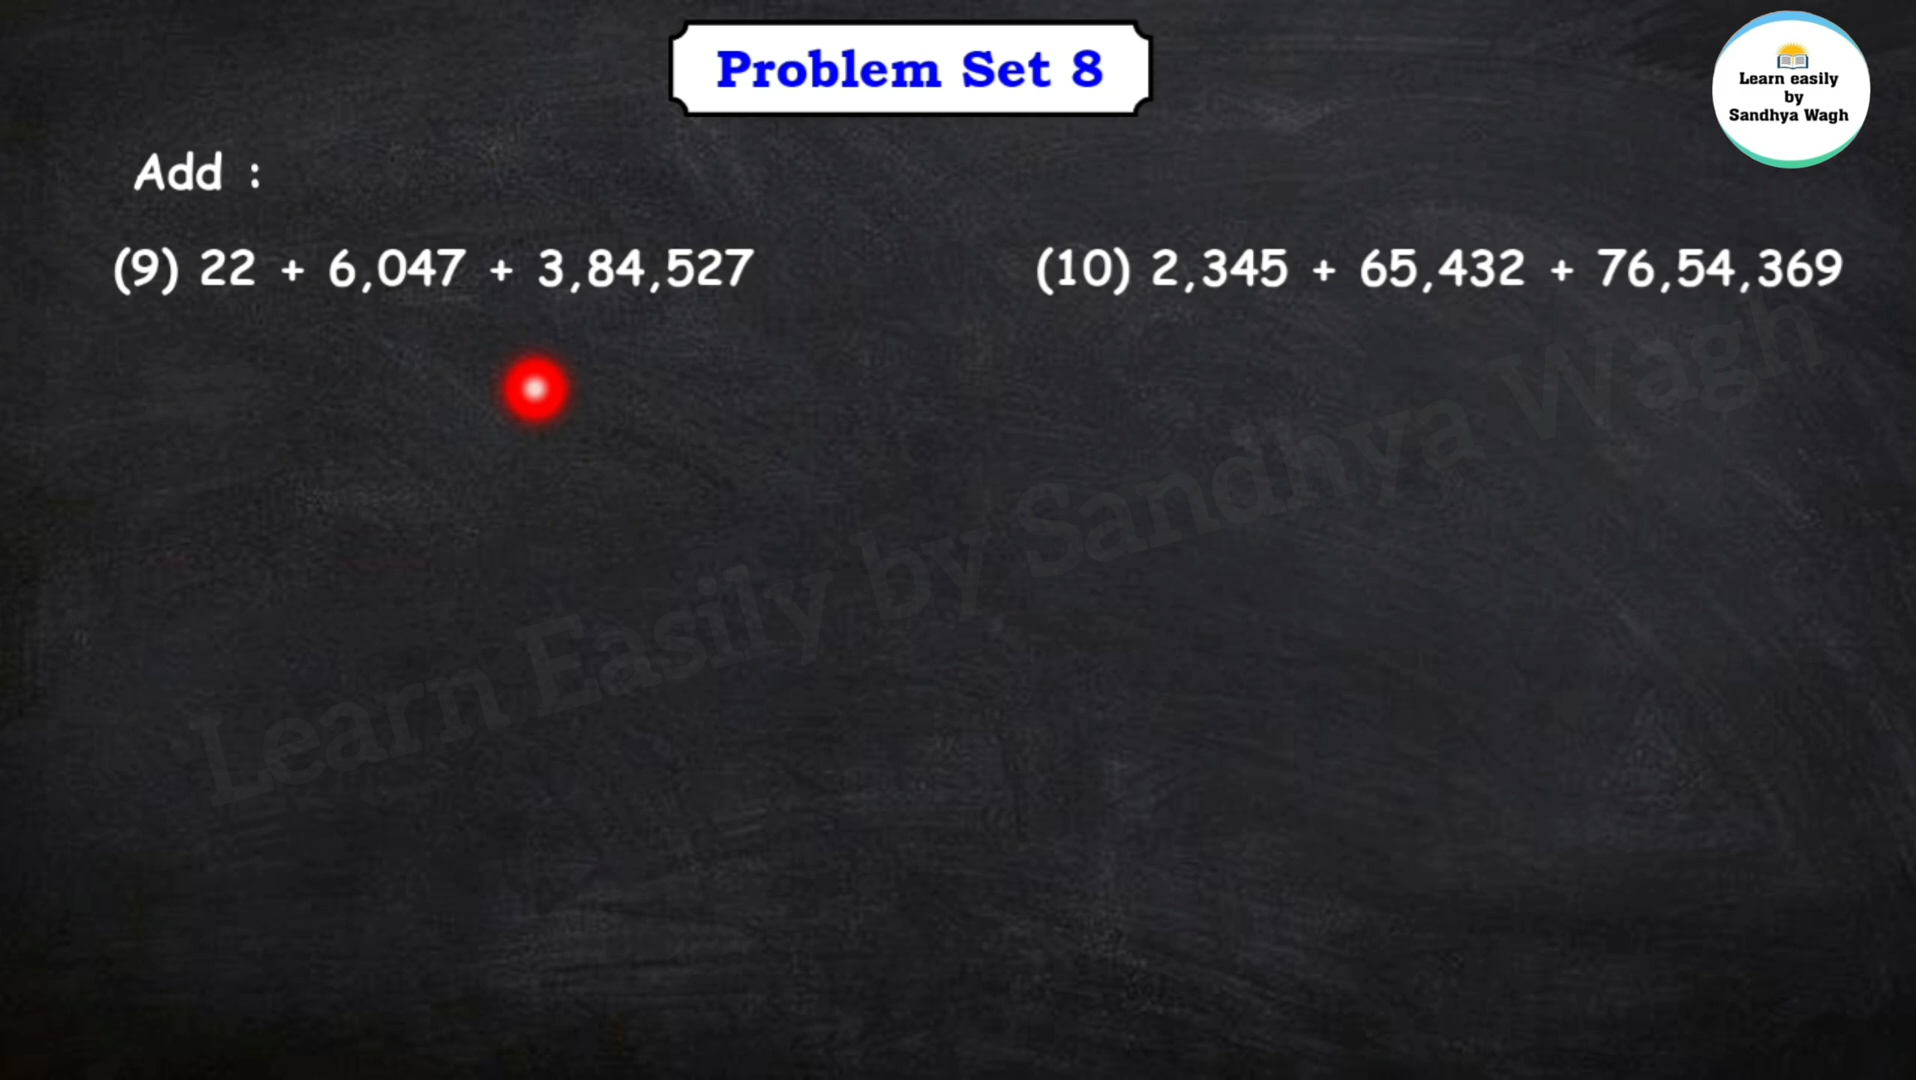 Problem Set 8
Learn easily
by
Sandhya Wagh
Add :
(9) 22 + 6,047 + 3,84,527
(10) 2,345 + 65,432 + 76,54,369
Learn Easily by Sandhya Wagh